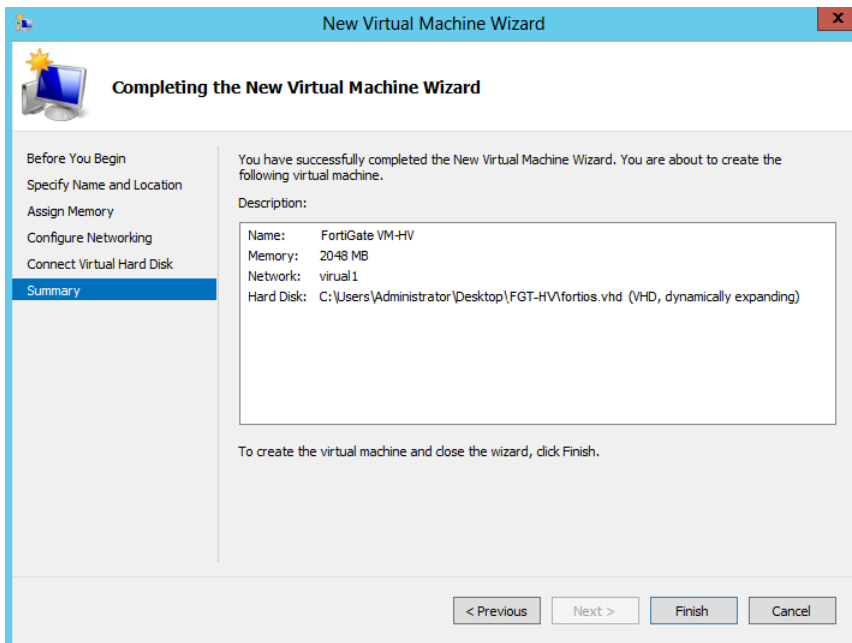 New Virtual Machine Wizard
x
Completing the New Virtual Machine Wizard
Before You Begin
Specify Name and Location
Assign Memory
Configure Networking
Connect Virtual Hard Disk
Summary
You have successfully completed the New Virtual Machine Wizard. You are about to create the
following virtual machine.
Description:
Name: FortiGate VM-HV
Memory: 2048 MB
Network: virual1
Hard Disk: C:\Users\Administrator\Desktop\FGT-HV\fortios.vhd (VHD, dynamically expanding)
To create the virtual machine and close the wizard, click Finish.
< Previous
Next >
Finish
Cancel